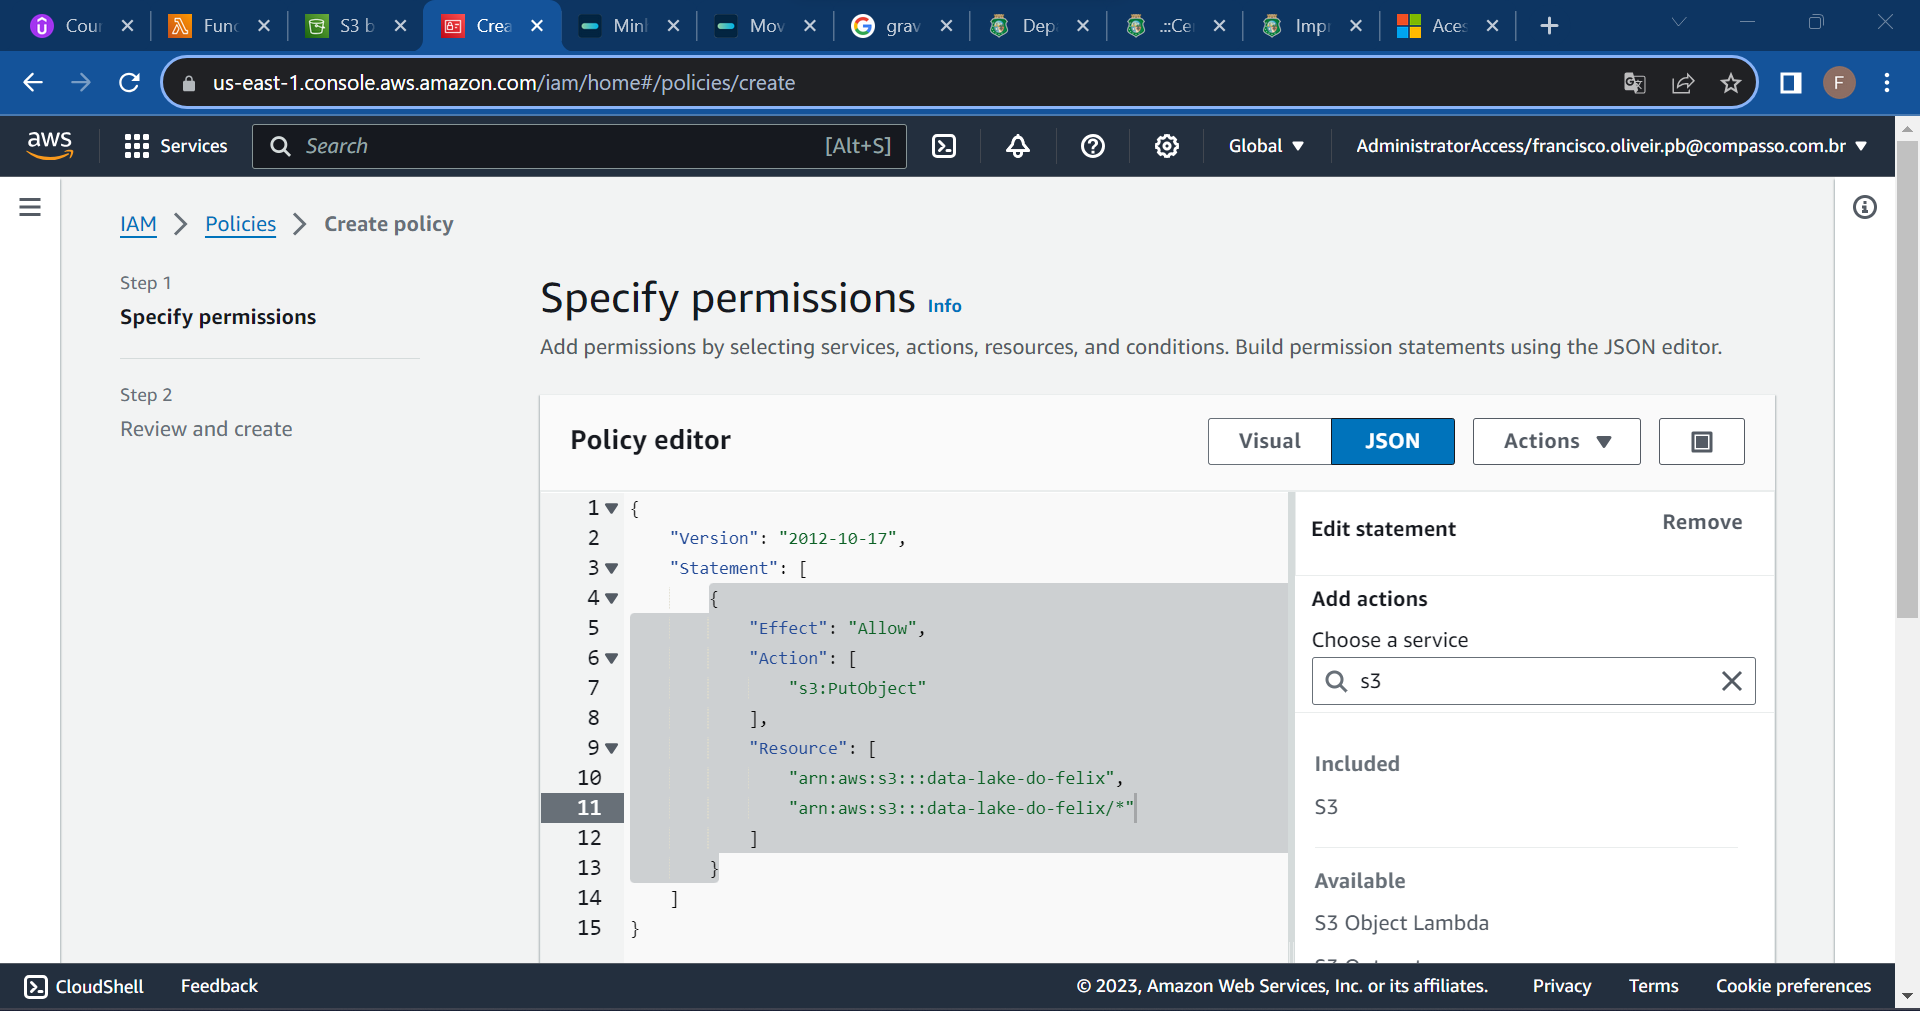 Cour
Func
S3 b
Crea
Minl
Mov
grav
Dep
.::Ce
Impr
Aces
us-east-1.console.aws.amazon.com/iam/home#/policies/create
F
aws
Services
Search
[Alt+S]
Global
AdministratorAccess/francisco.oliveir.pb@compasso.com.br
IAM > Policies > Create policy
Step 1
Specify permissions
Step 2
Review and create
Specify permissions Info
Add permissions by selecting services, actions, resources, and conditions. Build permission statements using the JSON editor.
Policy editor
Visual
JSON
Actions
1 {
2 "Version": "2012-10-17",
3 "Statement": [
4 {
5 "Effect": "Allow",
6 "Action": [
7 "s3:PutObject"
8 ],
9 "Resource": [
10 "arn:aws:s3:::data-lake-do-felix",
11 "arn:aws:s3:::data-lake-do-felix/*"
12 ]
13 }
14 ]
15 }
Edit statement
Remove
Add actions
Choose a service
s3
Included
S3
Available
S3 Object Lambda
CloudShell
Feedback
© 2023, Amazon Web Services, Inc. or its affiliates.
Privacy
Terms
Cookie preferences